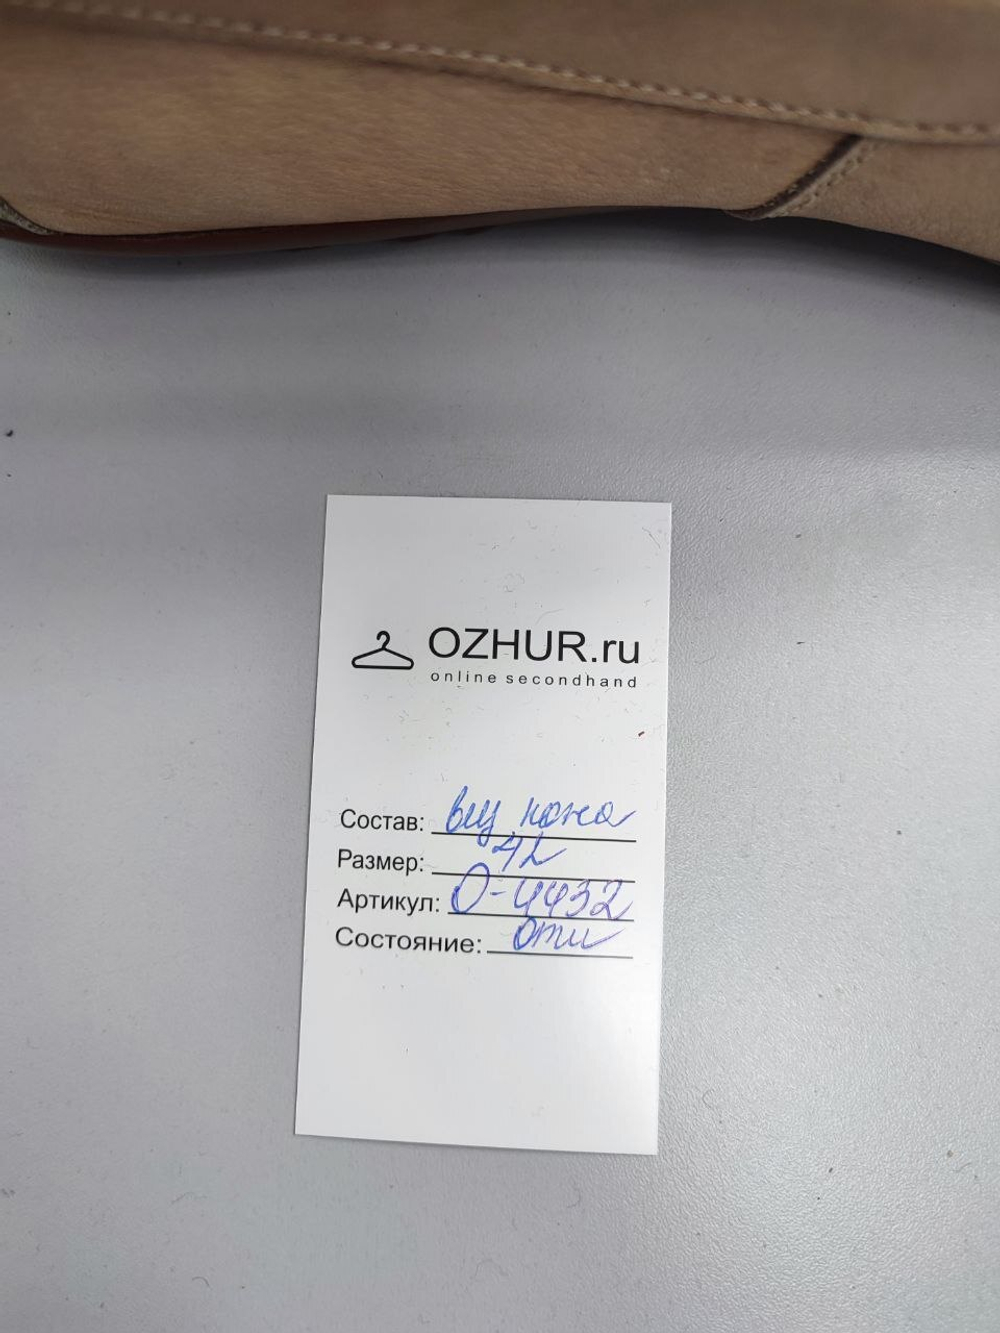 OZHUR.ru
online secondhand
Состав: вш кожа
Размер: 42
Артикул: О-4432
Состояние: отл